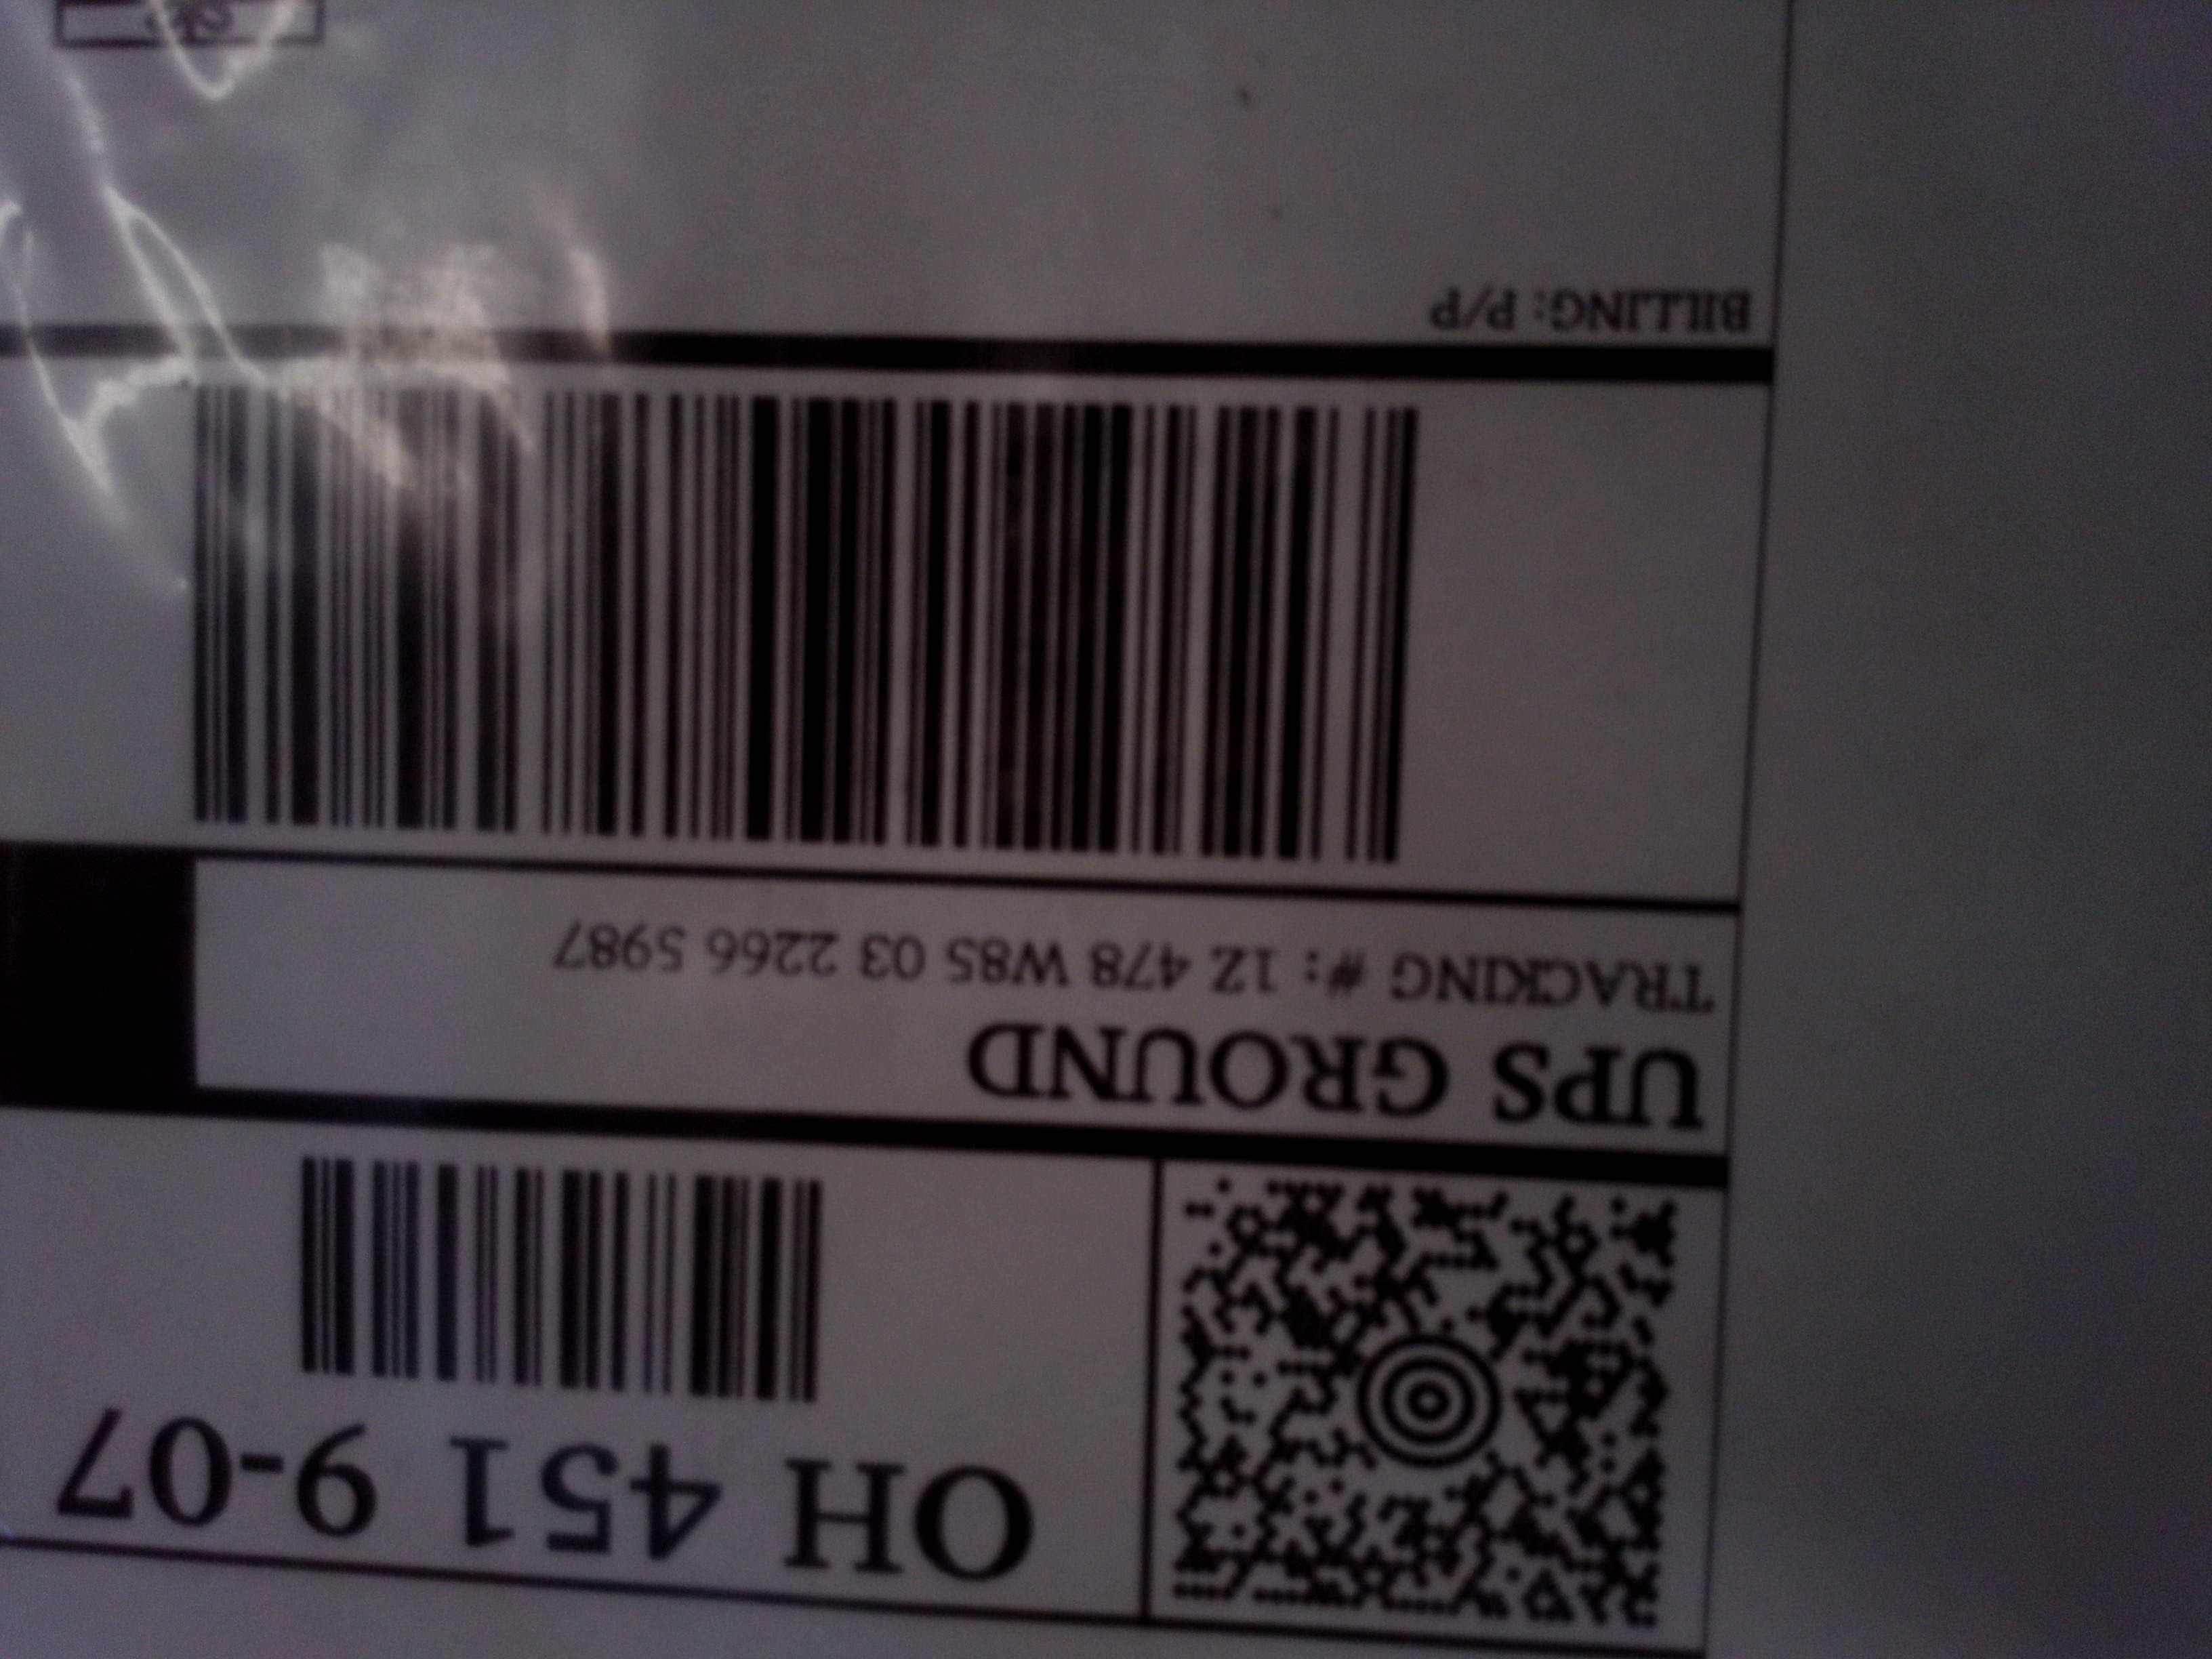 OH 451 9-07
UPS GROUND
TRACKING #: 1Z 478 W85 03 2266 5987
BILLING: P/P